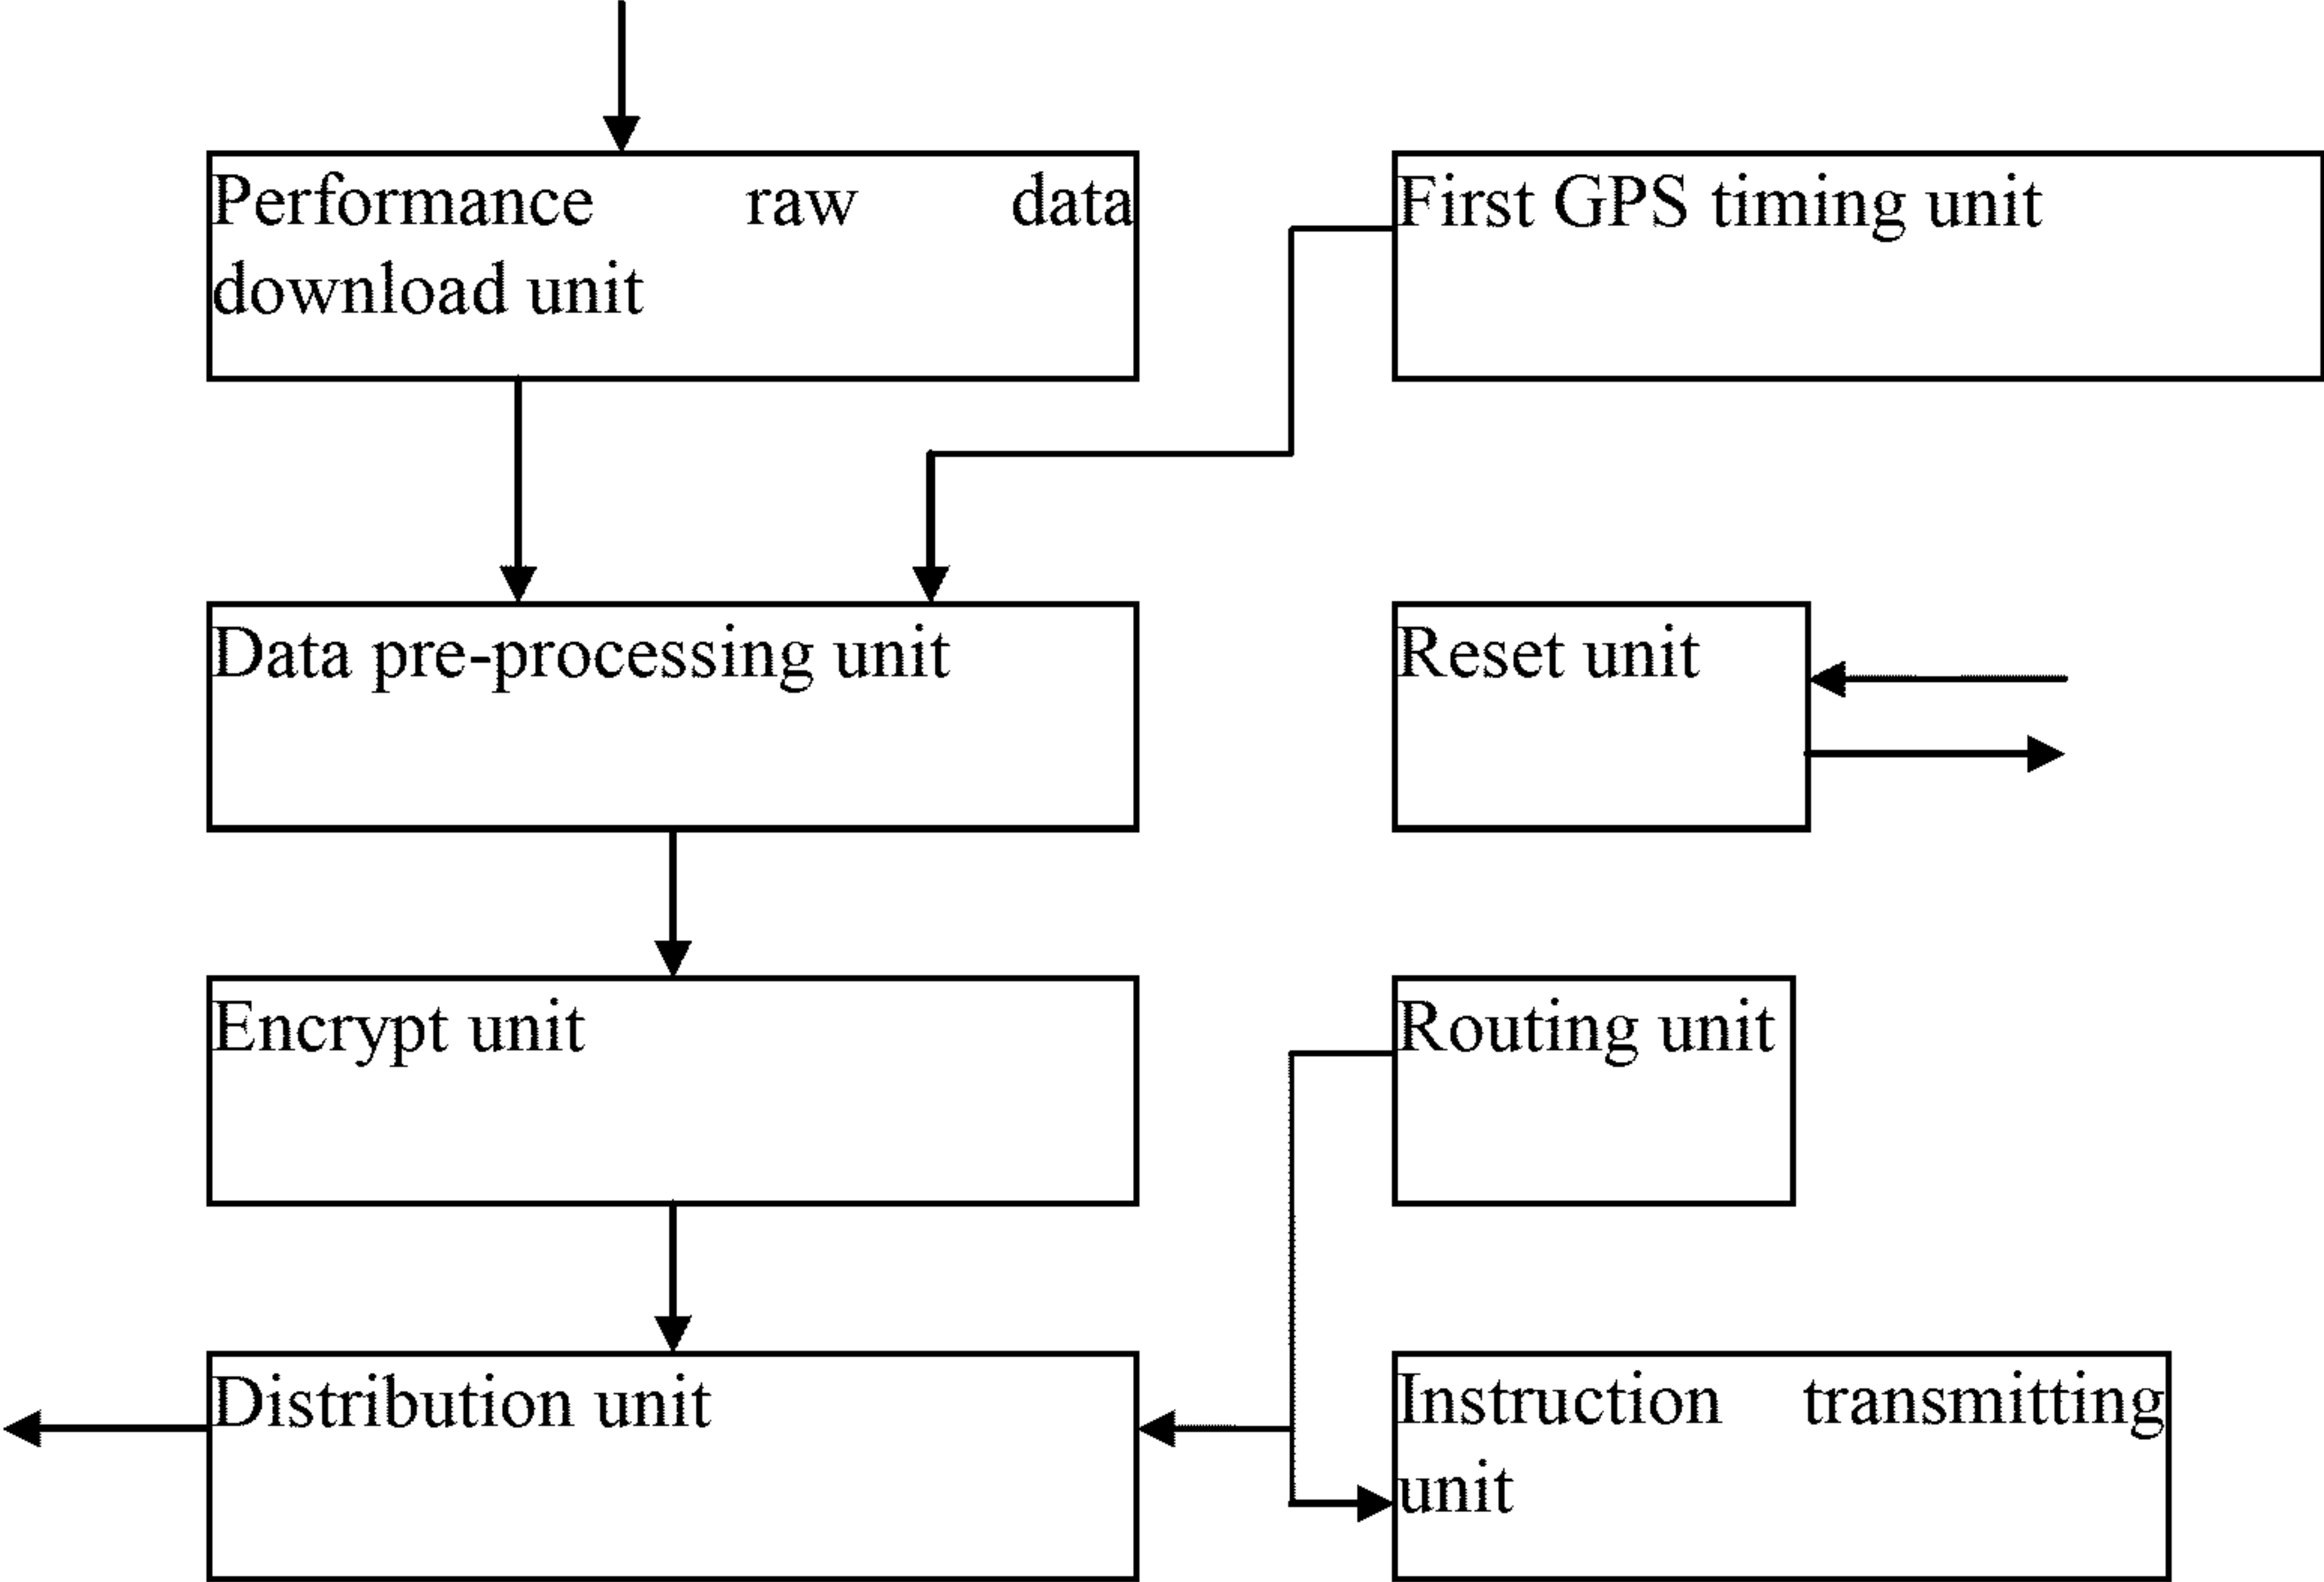 Performance raw data
download unit
First GPS timing unit
Data pre-processing unit
Reset unit
Encrypt unit
Routing unit
Distribution unit
Instruction transmitting
unit